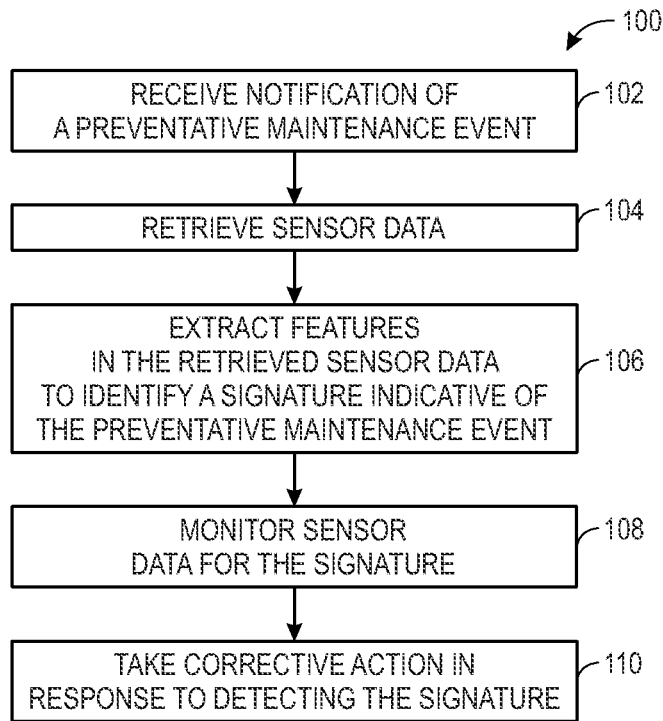 100
RECEIVE NOTIFICATION OF
A PREVENTATIVE MAINTENANCE EVENT
102
RETRIEVE SENSOR DATA
104
EXTRACT FEATURES
IN THE RETRIEVED SENSOR DATA
TO IDENTIFY A SIGNATURE INDICATIVE OF
THE PREVENTATIVE MAINTENANCE EVENT
106
MONITOR SENSOR
DATA FOR THE SIGNATURE
108
TAKE CORRECTIVE ACTION IN
RESPONSE TO DETECTING THE SIGNATURE
110